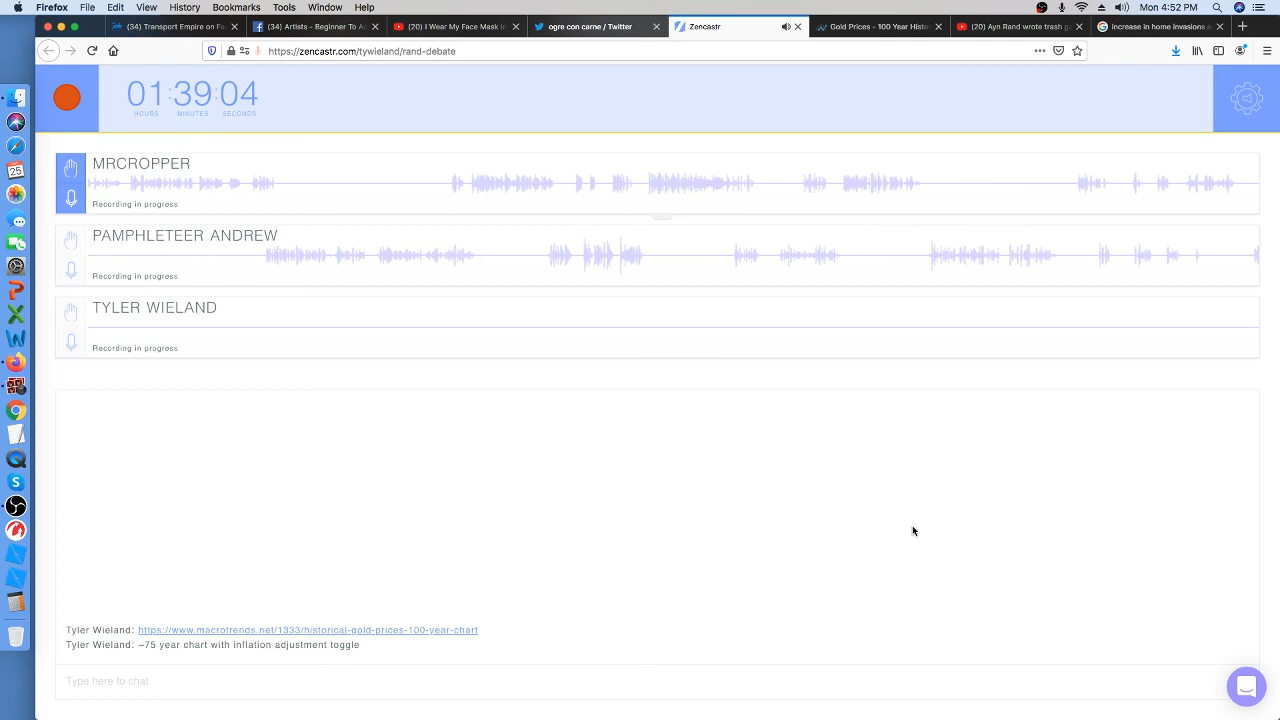 Firefox File Edit View History Bookmarks Tools Window Help
Mon 4:52 PM
(34) Transport Empire on Fa
(34) Artists - Beginner To Ad
(20) I Wear My Face Mask in
ogre con carne / Twitter
Zencastr
Gold Prices - 100 Year Histo
(20) Ayn Rand wrote trash g
increase in home invasions a
https://zencastr.com/tywieland/rand-debate
01:39:04
HOURS MINUTES SECONDS
MRCROPPER
Recording in progress
PAMPHLETEER ANDREW
Recording in progress
TYLER WIELAND
Recording in progress
Tyler Wieland: https://www.macrotrends.net/1333/historical-gold-prices-100-year-chart
Tyler Wieland: ~75 year chart with inflation adjustment toggle
Type here to chat